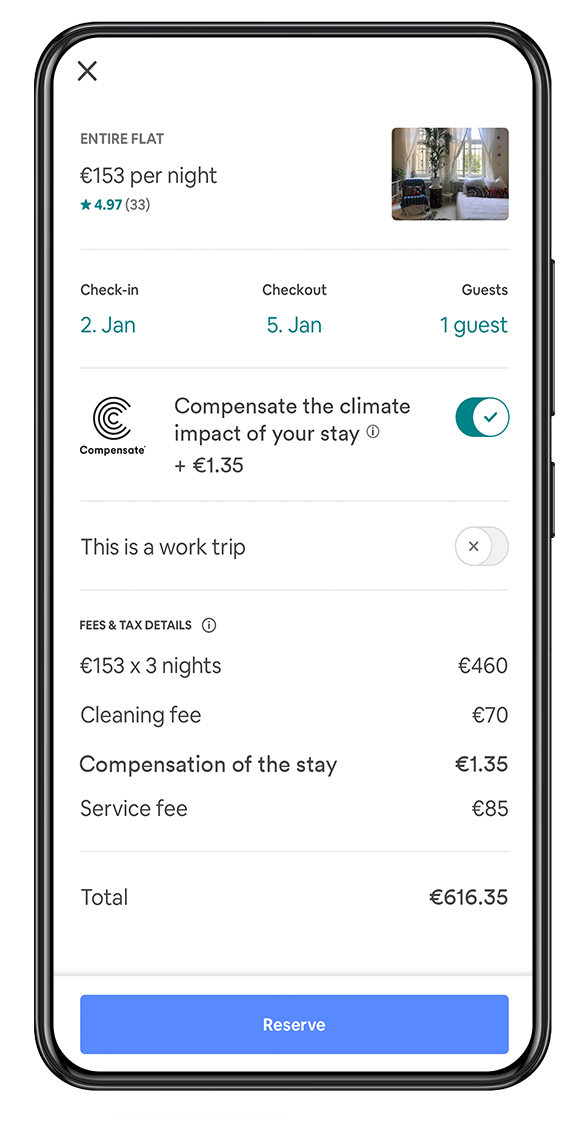 ENTIRE FLAT
€153 per night
★ 4.97 (33)
Check-in
Checkout
Guests
2. Jan
5. Jan
1 guest
Compensate
Compensate the climate
impact of your stay ⓘ
+ €1.35
This is a work trip
FEES & TAX DETAILS ⓘ
€153 x 3 nights €460
Cleaning fee €70
Compensation of the stay €1.35
Service fee €85
Total €616.35
Reserve